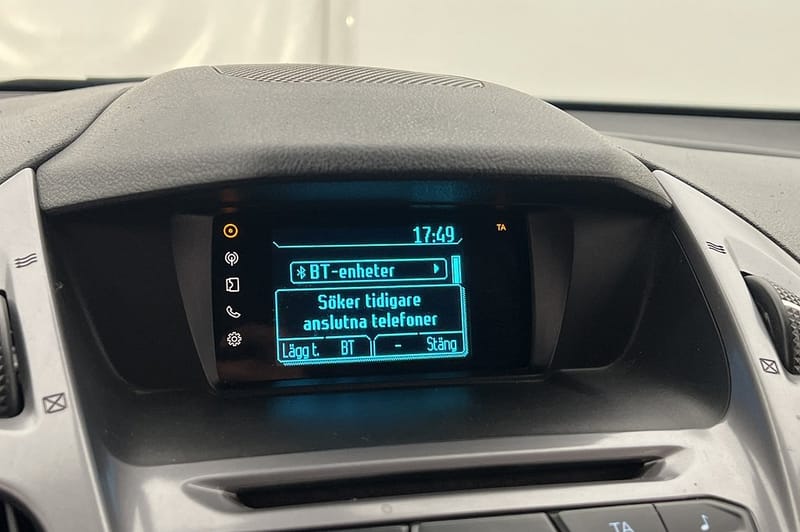 17:49
TA
BT-enheter
Söker tidigare
anslutna telefoner
Lägg t. BT - Stäng
TA